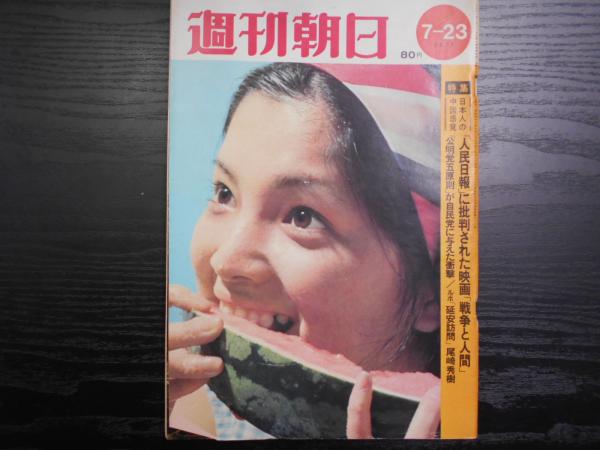 週刊朝日
80円
7-23
特集
日本人の
中国感覚
「人民日報」に批判された映画「戦争と人間」
「公明党五原則」が自民党に与えた衝撃/ルポ「延安訪問」尾崎秀樹